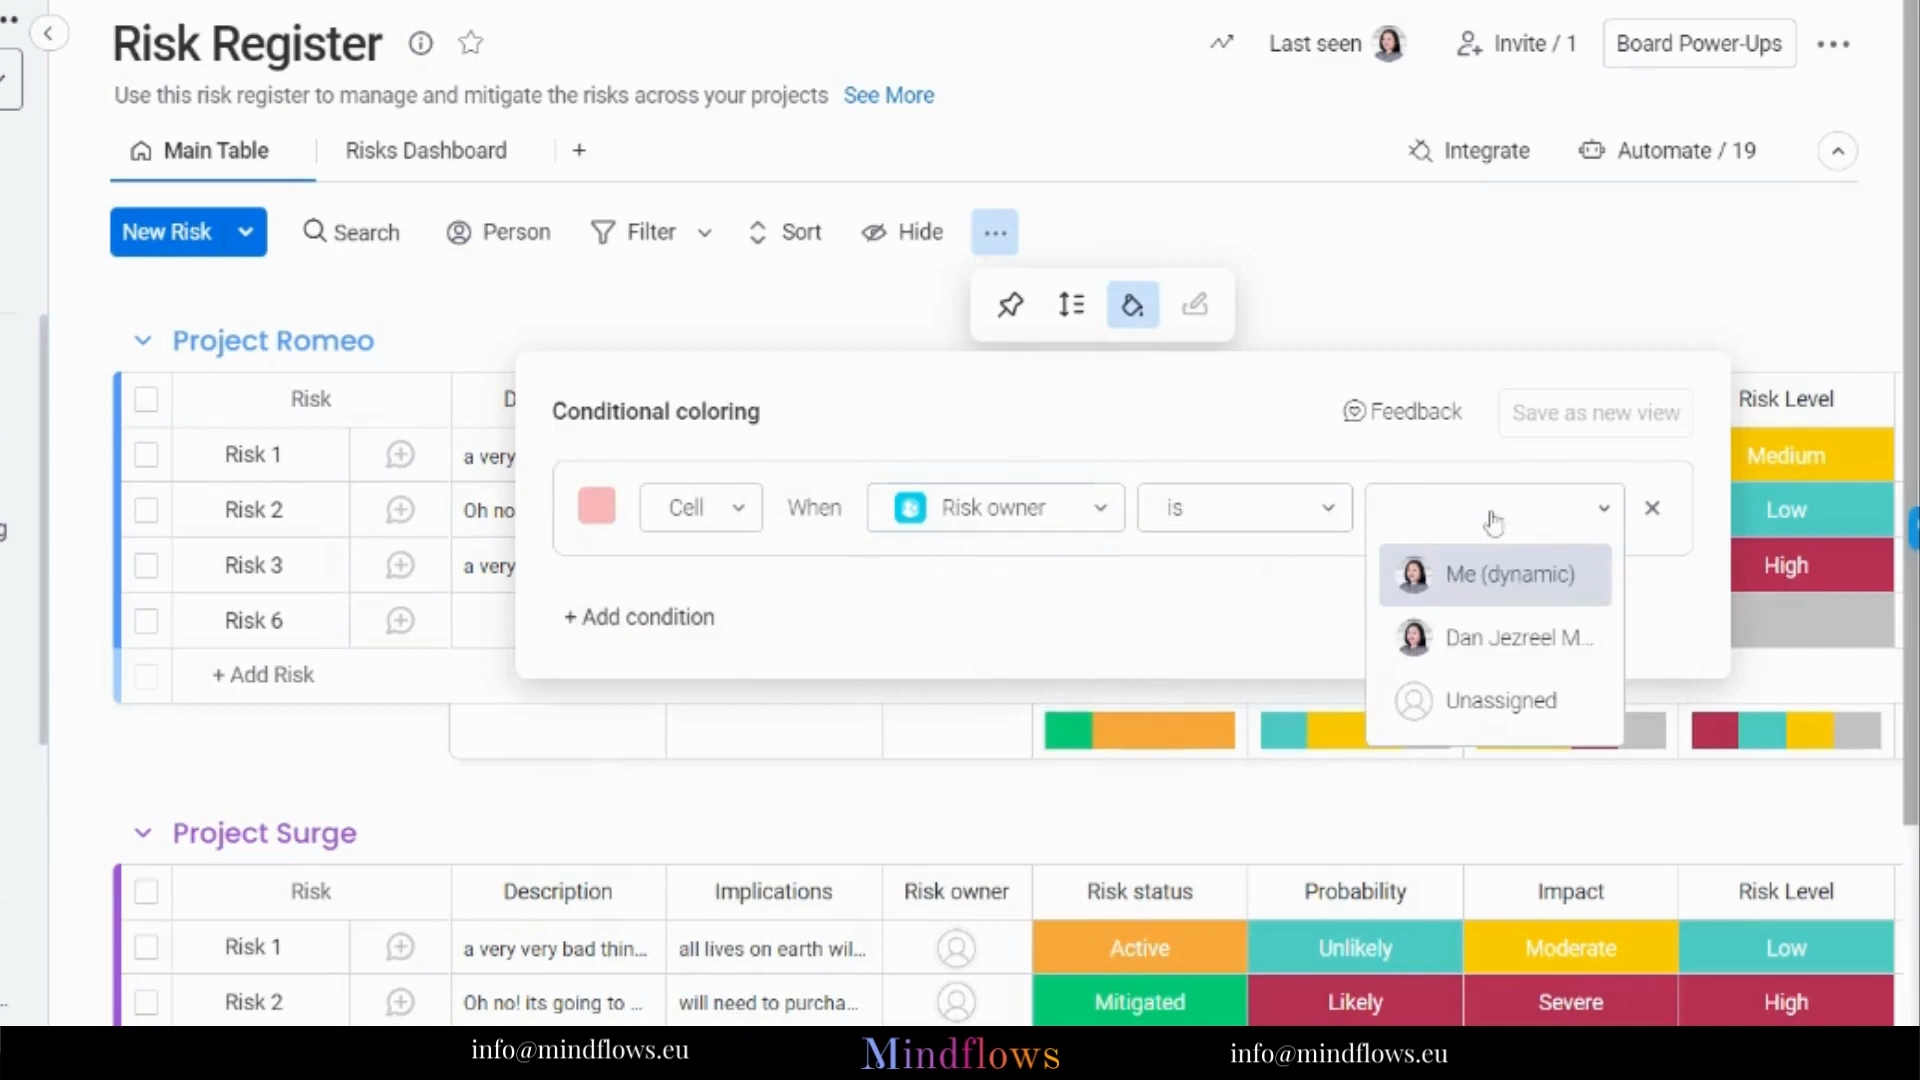 Risk Register
Last seen
Invite / 1
Board Power-Ups
Use this risk register to manage and mitigate the risks across your projects See More
Main Table
Risks Dashboard
+
Integrate
Automate / 19
New Risk
Search
Person
Filter
Sort
Hide
Project Romeo
Risk
D
Risk Level
Conditional coloring
Feedback
Save as new view
Risk 1
a very
Medium
Cell
When
Risk owner
is
Risk 2
Oh no
Low
Risk 3
a very
High
Me (dynamic)
Risk 6
+ Add condition
Dan Jezreel M...
+ Add Risk
Unassigned
Project Surge
Risk
Description
Implications
Risk owner
Risk status
Probability
Impact
Risk Level
Risk 1
a very very bad thin...
all lives on earth wil...
Active
Unlikely
Moderate
Low
Risk 2
Oh no! its going to ...
will need to purcha...
Mitigated
Likely
Severe
High
info@mindflows.eu
Mindflows
info@mindflows.eu